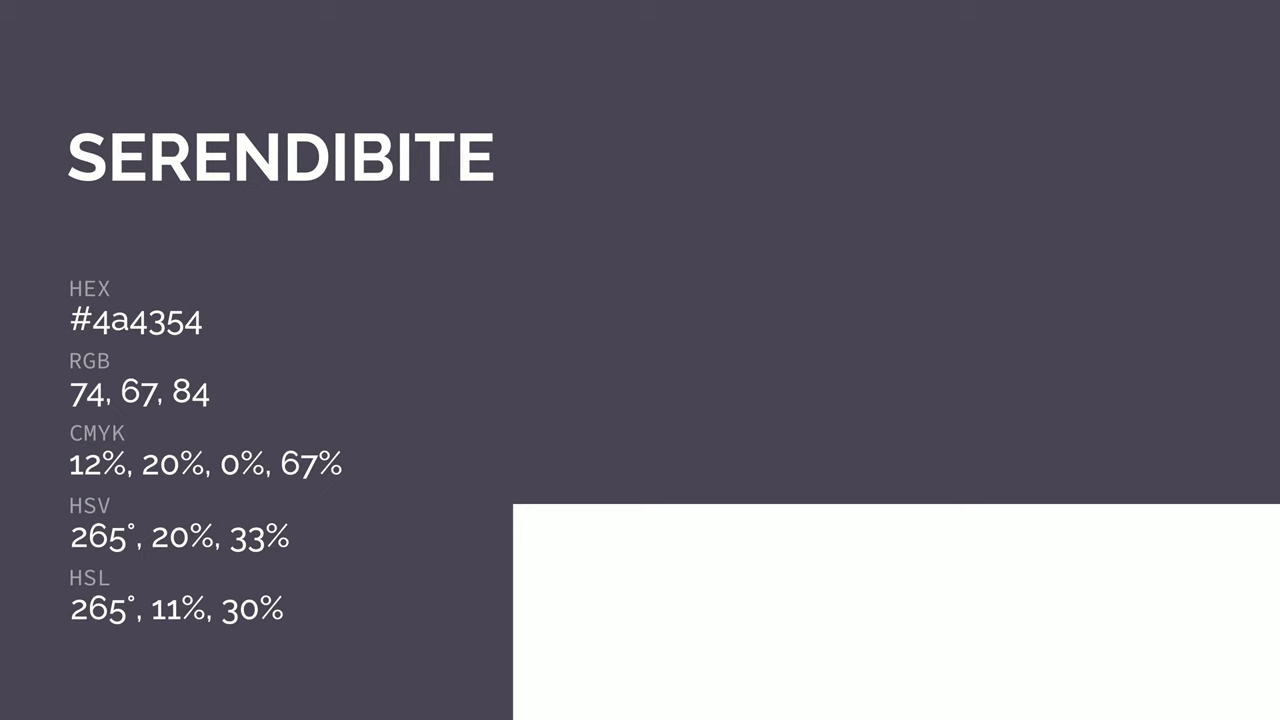 SERENDIBITE
HEX
#4a4354
RGB
74, 67, 84
CMYK
12%, 20%, 0%, 67%
HSV
265°, 20%, 33%
HSL
265°, 11%, 30%